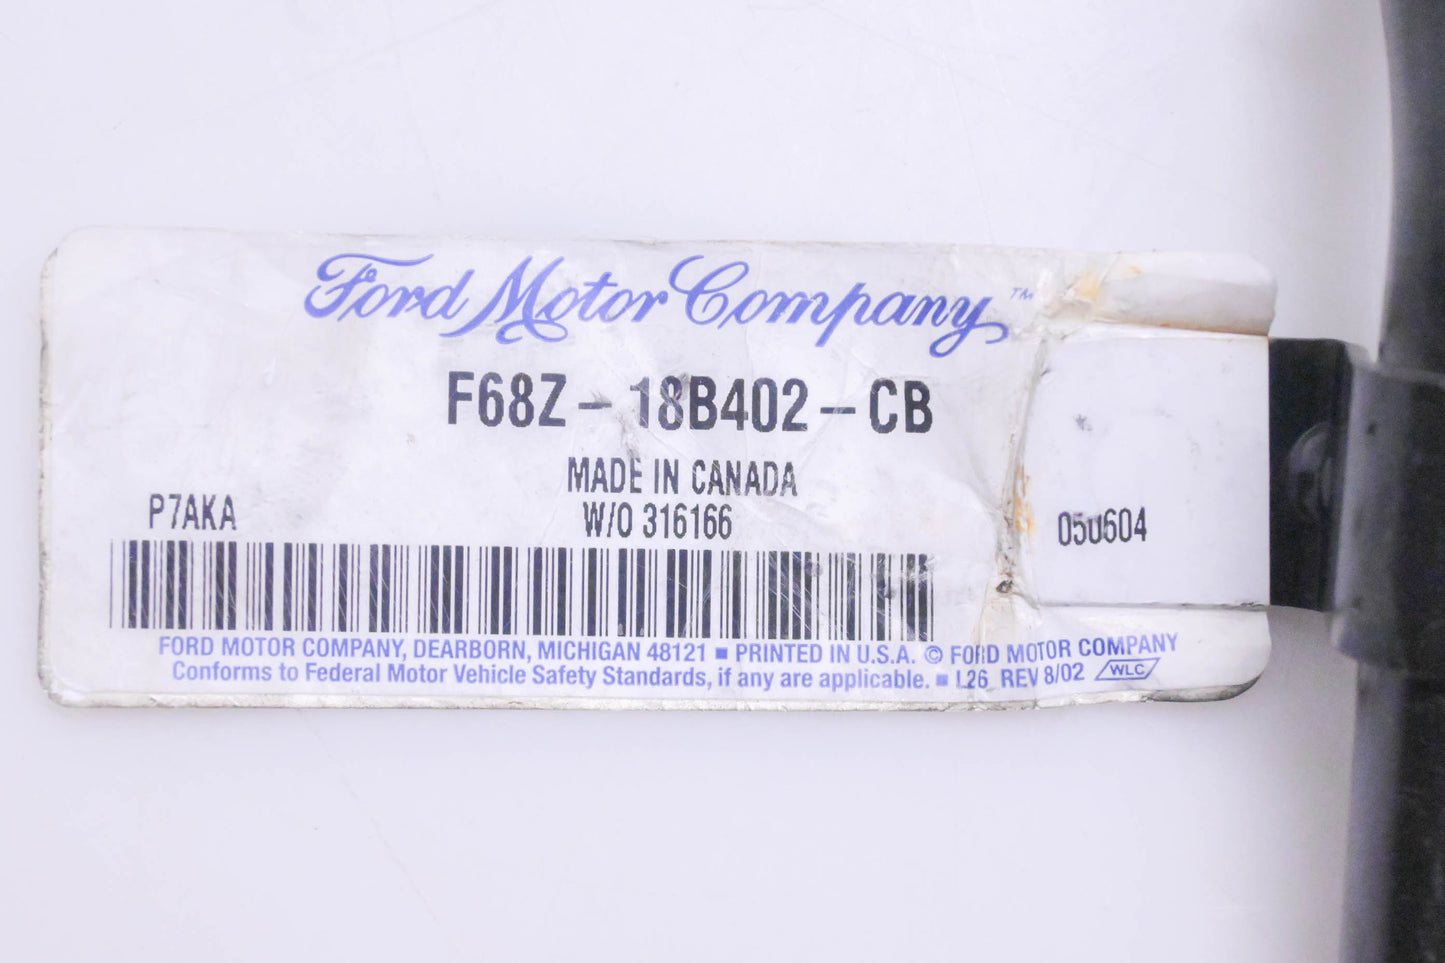 Ford Motor Company ™
F68Z-18B402-CB
MADE IN CANADA
P7AKA
W/O 316166
050604
FORD MOTOR COMPANY, DEARBORN, MICHIGAN 48121 ■ PRINTED IN U.S.A. © FORD MOTOR COMPANY
Conforms to Federal Motor Vehicle Safety Standards, if any are applicable. ■ L26 REV 8/02 WLC